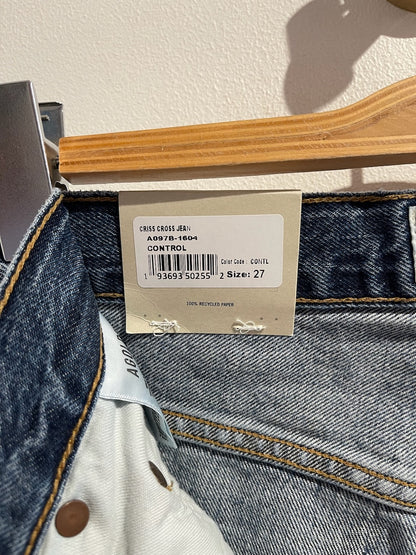 CRISS CROSS JEAN
A097B-1604
CONTROL
Color Code : CONTL
1 93693 50255 2 Size: 27
100% RECYCLED PAPER